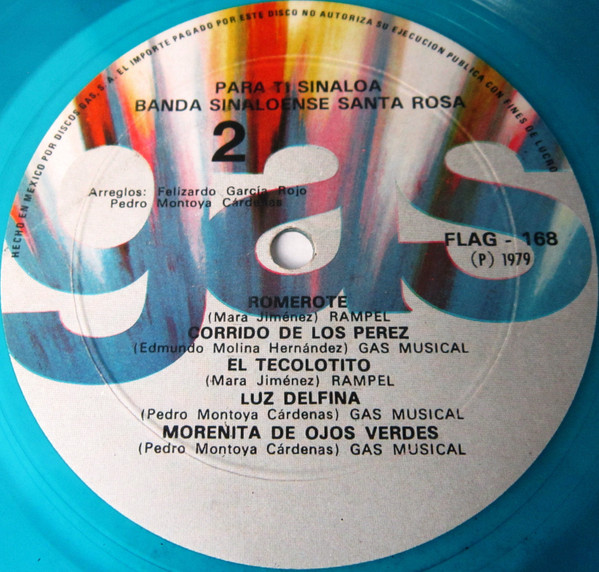 HECHO EN MEXICO POR DISCOS GAS, S.A. EL IMPORTE PAGADO POR ESTE DISCO NO AUTORIZA SU EJECUCION PUBLICA CON FINES DE LUCRO
PARA TI SINALOA
BANDA SINALOENSE SANTA ROSA
2
Arreglos: Felizardo García Rojo
Pedro Montoya Cárdenas
gas
FLAG - 168
(P) 1979
ROMEROTE
(Mara Jiménez) RAMPEL
CORRIDO DE LOS PEREZ
(Edmundo Molina Hernández) GAS MUSICAL
EL TECOLOTITO
(Mara Jiménez) RAMPEL
LUZ DELFINA
(Pedro Montoya Cárdenas) GAS MUSICAL
MORENITA DE OJOS VERDES
(Pedro Montoya Cárdenas) GAS MUSICAL